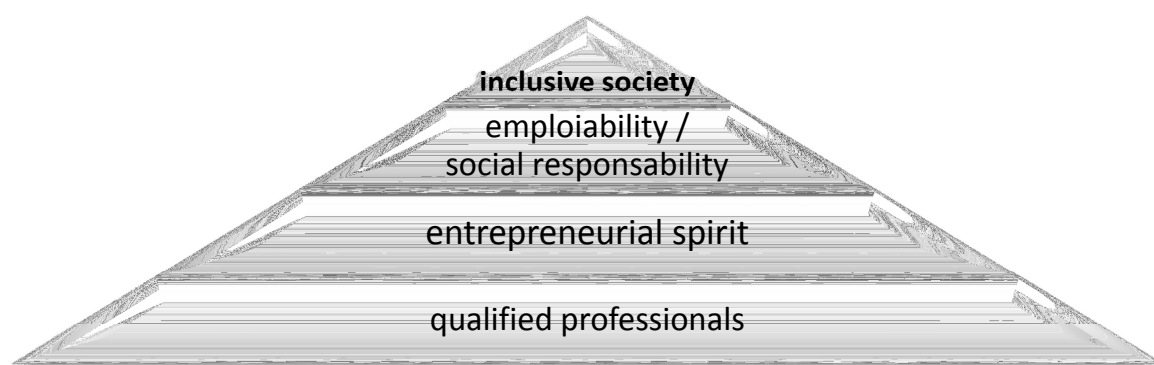 inclusive society
emploiability /
social responsability
entrepreneurial spirit
qualified professionals